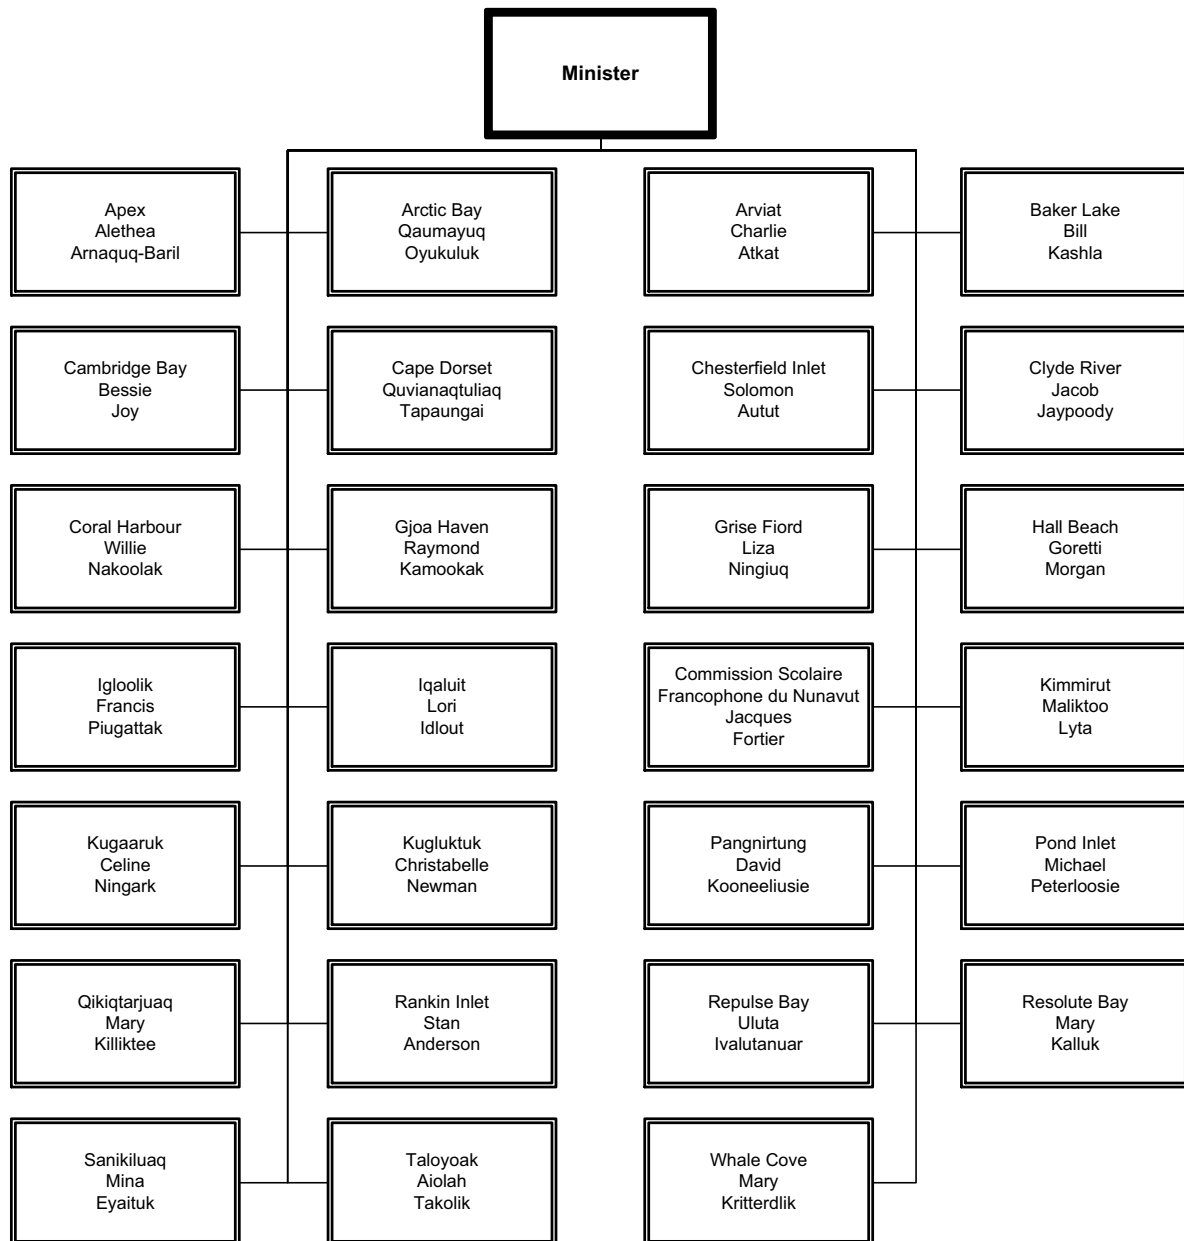 Minister
Apex
Alethea
Arnaquq-Baril
Arctic Bay
Qaumayuq
Oyukuluk
Arviat
Charlie
Atkat
Baker Lake
Bill
Kashla
Cambridge Bay
Bessie
Joy
Cape Dorset
Quvianaqtuliaq
Tapaungai
Chesterfield Inlet
Solomon
Autut
Clyde River
Jacob
Jaypoody
Coral Harbour
Willie
Nakoolak
Gjoa Haven
Raymond
Kamookak
Grise Fiord
Liza
Ningiuq
Hall Beach
Goretti
Morgan
Igloolik
Francis
Piugattak
Iqaluit
Lori
Idlout
Commission Scolaire
Francophone du Nunavut
Jacques
Fortier
Kimmirut
Maliktoo
Lyta
Kugaaruk
Celine
Ningark
Kugluktuk
Christabelle
Newman
Pangnirtung
David
Kooneeliusie
Pond Inlet
Michael
Peterloosie
Qikiqtarjuaq
Mary
Killiktee
Rankin Inlet
Stan
Anderson
Repulse Bay
Uluta
Ivalutanuar
Resolute Bay
Mary
Kalluk
Sanikiluaq
Mina
Eyaituk
Taloyoak
Aiolah
Takolik
Whale Cove
Mary
Kritterdlik